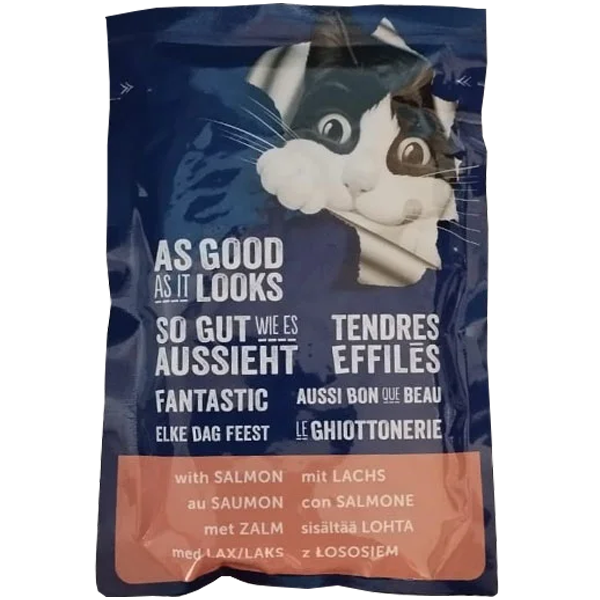 AS GOOD
AS IT LOOKS
SO GUT WIE ES
AUSSIEHT
TENDRES
EFFILÉS
FANTASTIC
AUSSI BON QUE BEAU
ELKE DAG FEEST
LE GHIOTTONERIE
with SALMON
mit LACHS
au SAUMON
con SALMONE
met ZALM
sisältää LOHTA
med LAX/LAKS
z ŁOSOSIEM